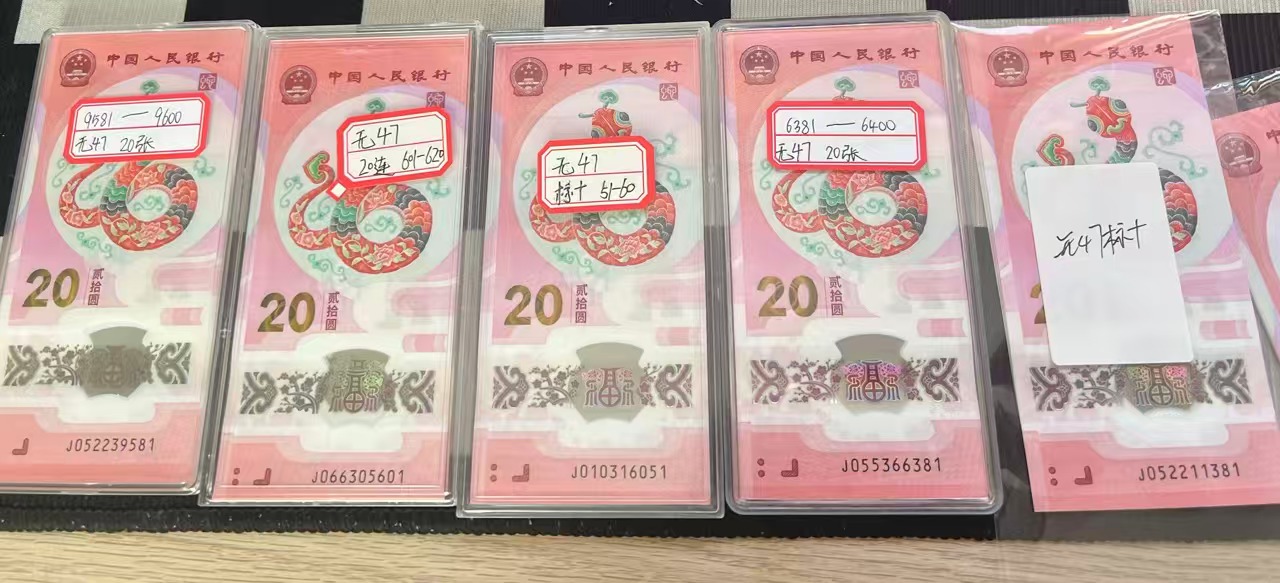 中国人民银行
9581—9600
无47 20张
20
贰拾圆
J052239581
中国人民银行
无47
20连 601-620
20
贰拾圆
福
J066305601
中国人民银行
无47
标十 51-60
20
贰拾圆
福
J010316051
中国人民银行
6381—6400
无47 20张
20
贰拾圆
福
J055366381
中国人民银行
无47标十
福
J052211381